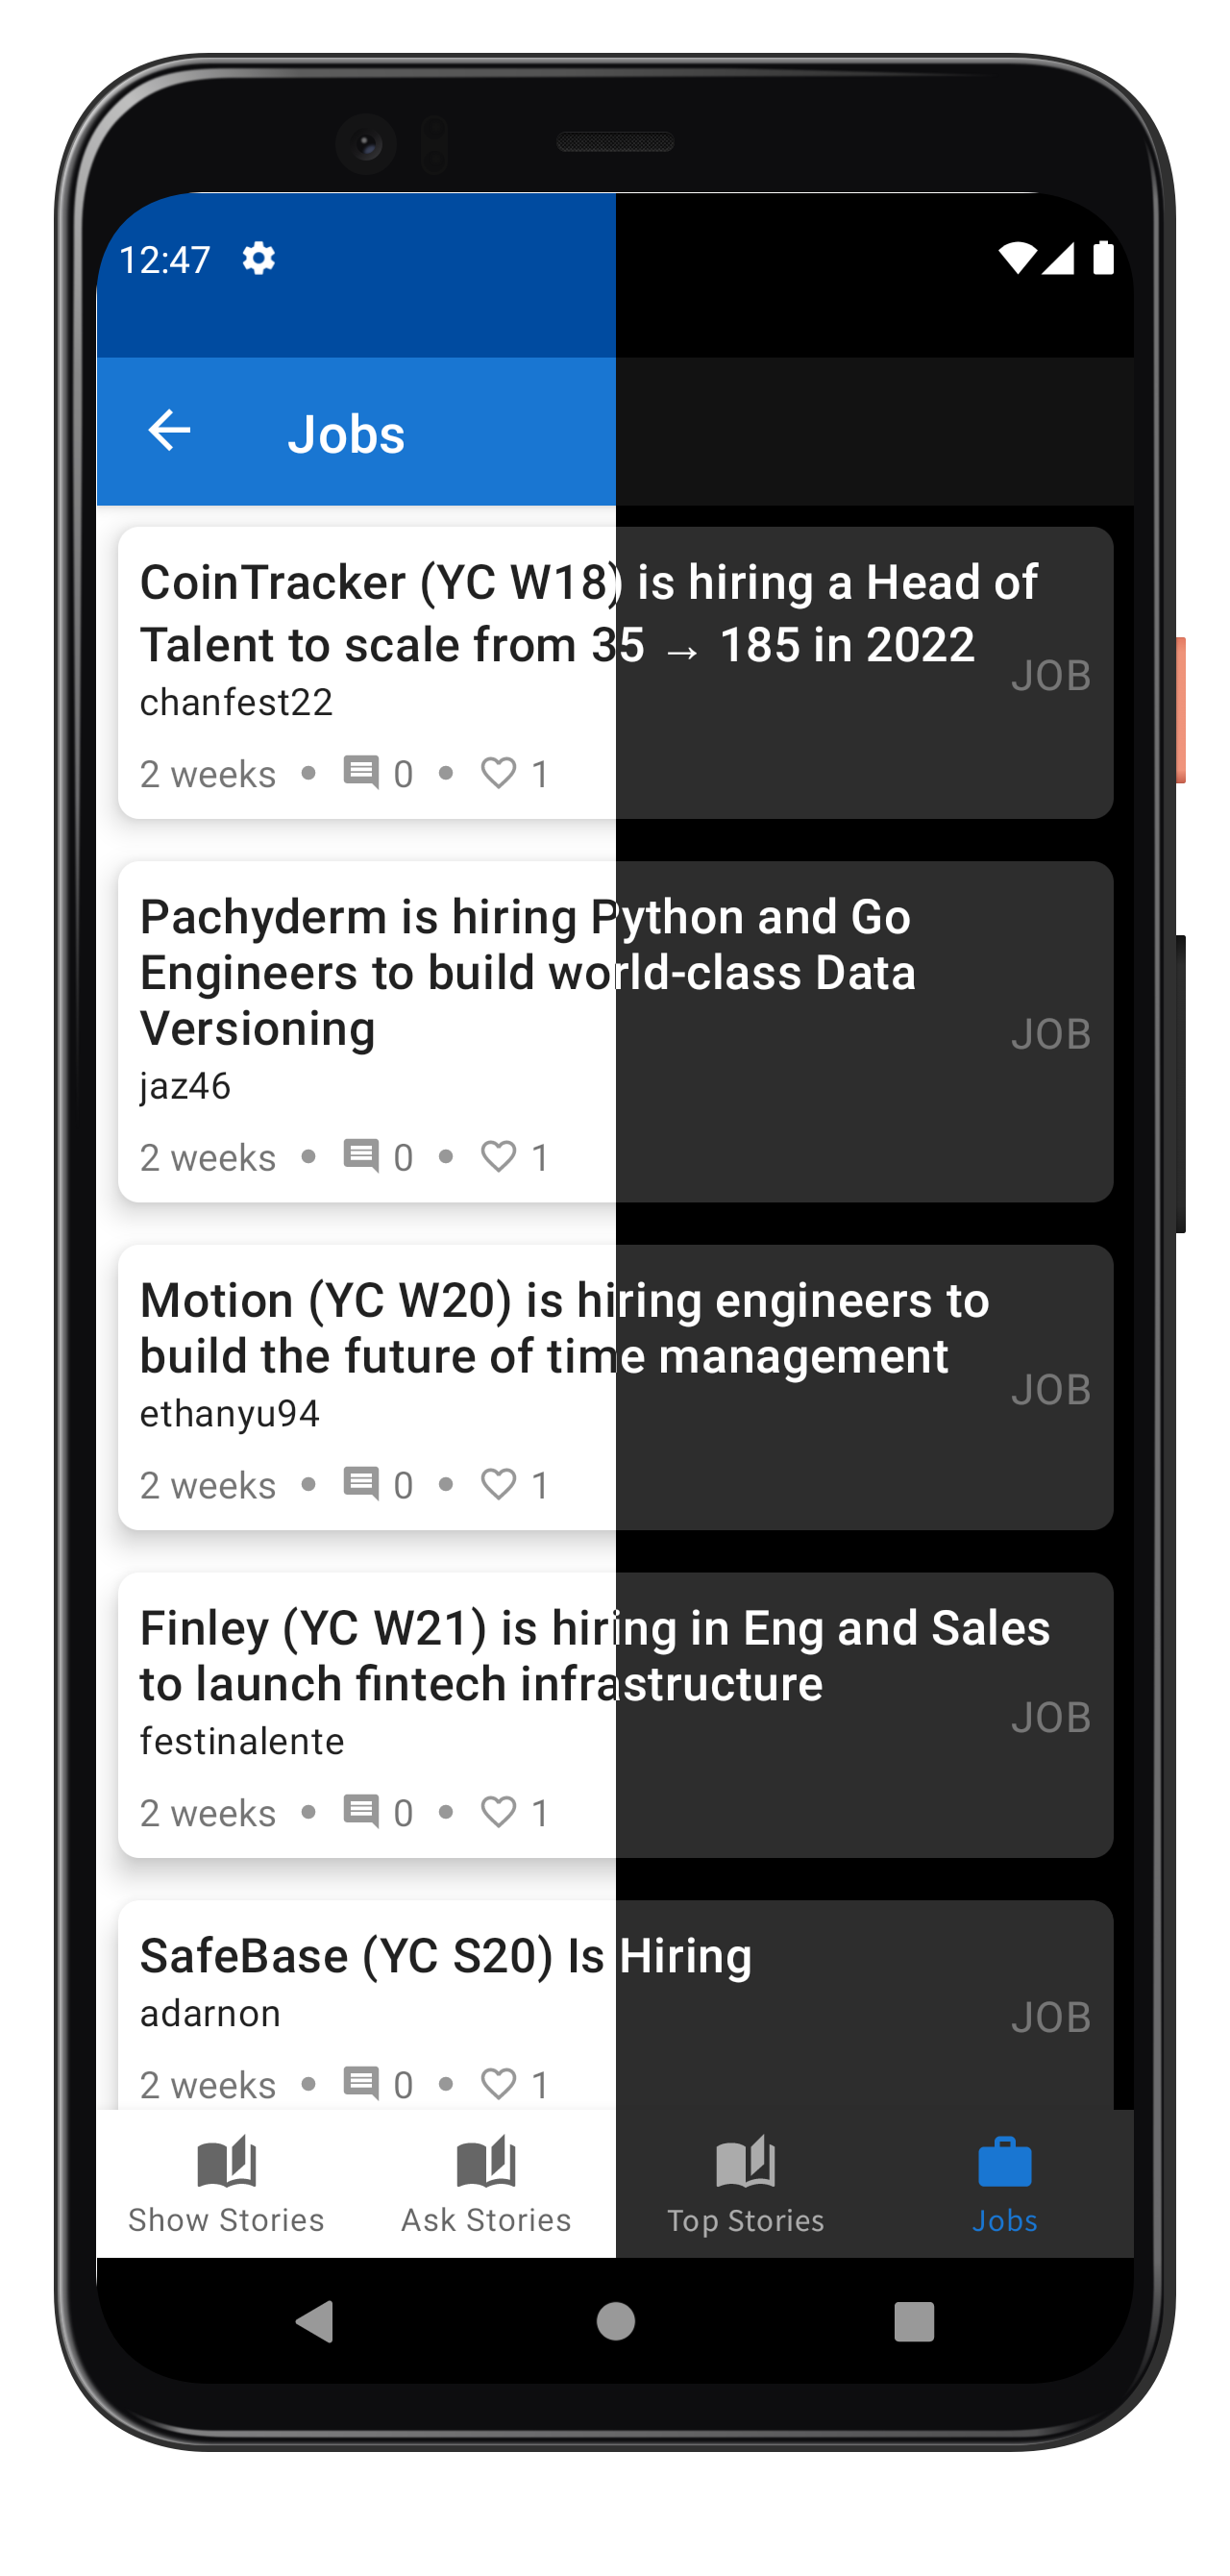 12:47
Jobs
CoinTracker (YC W18) is hiring a Head of
Talent to scale from 35 → 185 in 2022
chanfest22
JOB
2 weeks • 0 • 1
Pachyderm is hiring Python and Go
Engineers to build world-class Data
Versioning
jaz46
JOB
2 weeks • 0 • 1
Motion (YC W20) is hiring engineers to
build the future of time management
ethanyu94
JOB
2 weeks • 0 • 1
Finley (YC W21) is hiring in Eng and Sales
to launch fintech infrastructure
festinalente
JOB
2 weeks • 0 • 1
SafeBase (YC S20) Is Hiring
adarnon
JOB
2 weeks • 0 • 1
Show Stories Ask Stories Top Stories Jobs